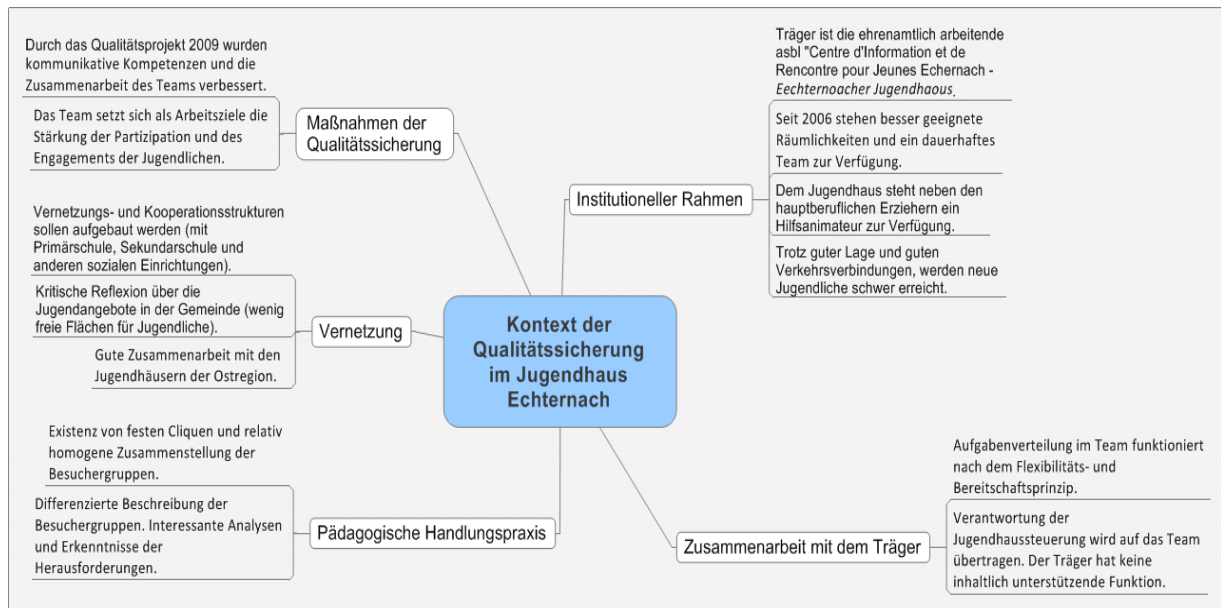 Durch das Qualitätsprojekt 2009 wurden
kommunikative Kompetenzen und die
Zusammenarbeit des Teams verbessert.
Das Team setzt sich als Arbeitsziele die
Stärkung der Partizipation und des
Engagements der Jugendlichen.
Maßnahmen der
Qualitätssicherung
Vernetzungs- und Kooperationsstrukturen
sollen aufgebaut werden (mit
Primärschule, Sekundarschule und
anderen sozialen Einrichtungen).
Kritische Reflexion über die
Jugendangebote in der Gemeinde (wenig
freie Flächen für Jugendliche).
Gute Zusammenarbeit mit den
Jugendhäusern der Ostregion.
Vernetzung
Existenz von festen Cliquen und relativ
homogene Zusammenstellung der
Besuchergruppen.
Differenzierte Beschreibung der
Besuchergruppen. Interessante Analysen
und Erkenntnisse der
Herausforderungen.
Pädagogische Handlungspraxis
Kontext der
Qualitätssicherung
im Jugendhaus
Echternach
Institutioneller Rahmen
Träger ist die ehrenamtlich arbeitende
asbl "Centre d'Information et de
Rencontre pour Jeunes Echernach -
Eechternoacher Jugendhaous.
Seit 2006 stehen besser geeignete
Räumlichkeiten und ein dauerhaftes
Team zur Verfügung.
Dem Jugendhaus steht neben den
hauptberuflichen Erziehern ein
Hilfsanimateur zur Verfügung.
Trotz guter Lage und guten
Verkehrsverbindungen, werden neue
Jugendliche schwer erreicht.
Zusammenarbeit mit dem Träger
Aufgabenverteilung im Team funktioniert
nach dem Flexibilitäts- und
Bereitschaftsprinzip.
Verantwortung der
Jugendhaussteuerung wird auf das Team
übertragen. Der Träger hat keine
inhaltlich unterstützende Funktion.